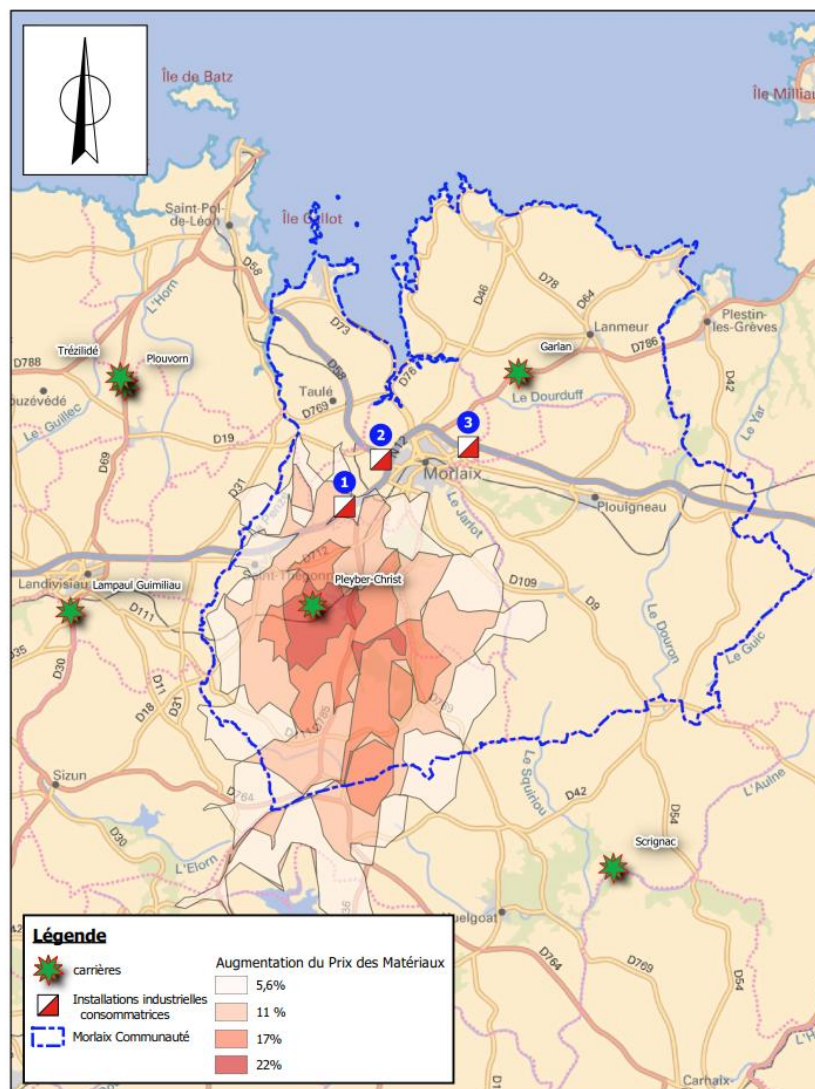 Île de Batz
Île Milliau
Saint-Pol-
de-Léon
Île Callot
D58
L'Horn
D73
D46
D78
D64
Plestin-
les-Grèves
Lanmeur
D786
Trézilidé
Plouvorn
D788
Garlan
D58
D76
Taulé
D769
Le Dourduff
D42
Le Guillec
Le Yar
D19
2
3
N12
D69
D31
Morlaix
1
Plouigneau
Le Jarlot
D712
Landivisiau
Lampaul Guimiliau
Pleyber-Christ
D109
D111
D9
D35
D30
D11
D18
D31
Le Douron
Le Guic
D769
D785
Sizun
D764
Le Squiriou
D42
L'Aulne
D30
D54
L'Elorn
Scrignac
D764
D769
D54
Carhaix-
Légende
carrières
Installations industrielles
consommatrices
Morlaix Communauté
Augmentation du Prix des Matériaux
5,6%
11 %
17%
22%